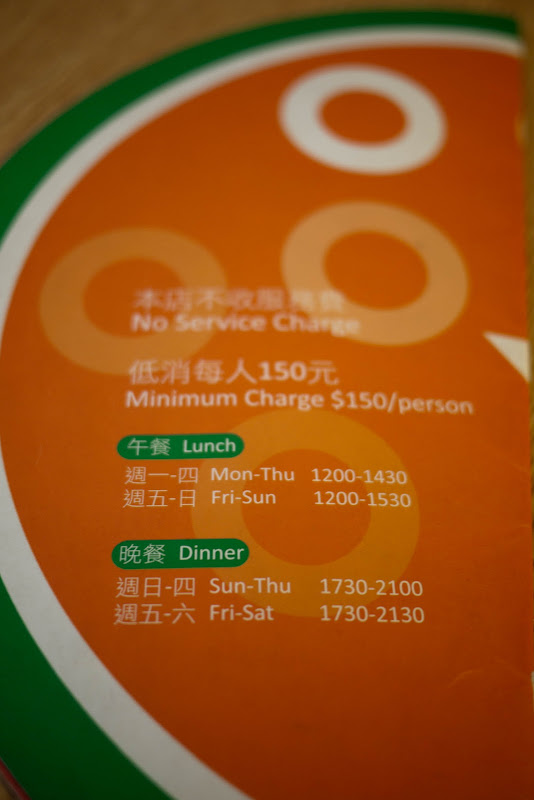 本店不收服務費
No Service Charge
低消每人150元
Minimum Charge $150/person
午餐 Lunch
週一-四 Mon-Thu 1200-1430
週五-日 Fri-Sun 1200-1530
晚餐 Dinner
週日-四 Sun-Thu 1730-2100
週五-六 Fri-Sat 1730-2130